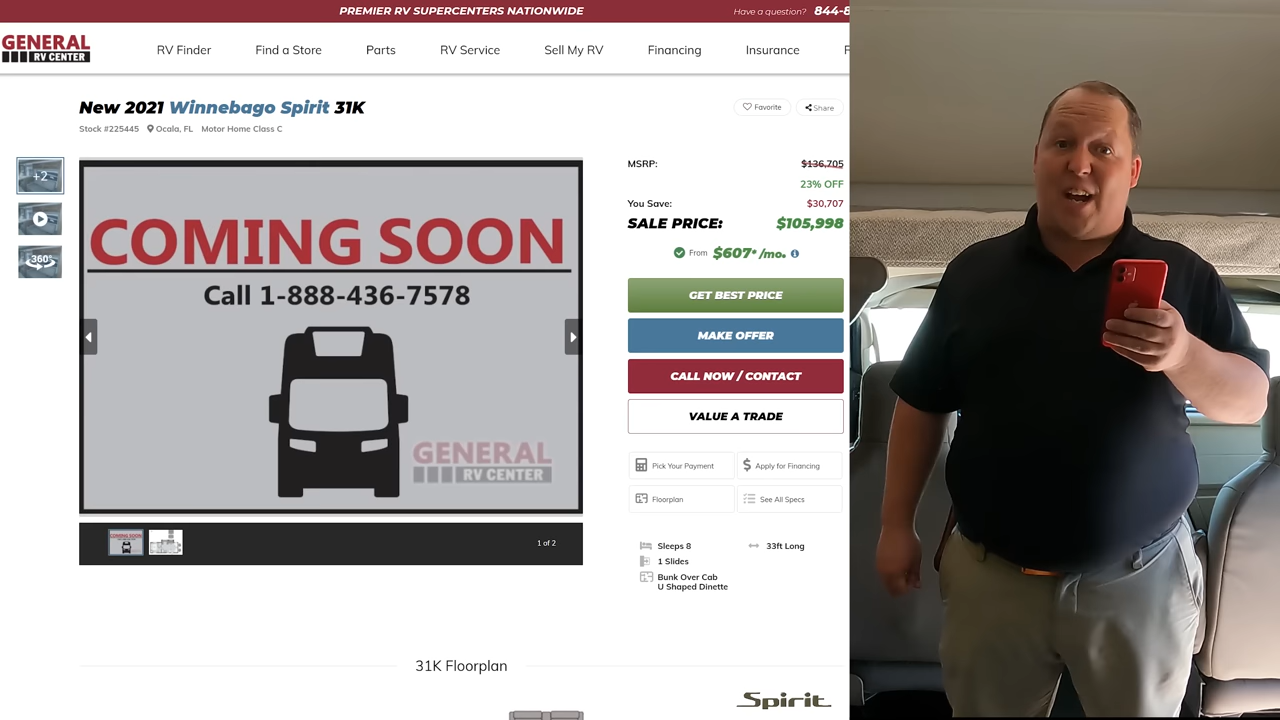 PREMIER RV SUPERCENTERS NATIONWIDE
Have a question? 844-8
GENERAL
RV CENTER
RV Finder
Find a Store
Parts
RV Service
Sell My RV
Financing
Insurance
New 2021 Winnebago Spirit 31K
Favorite
Share
Stock #225445 Ocala, FL Motor Home Class C
+2
360°
COMING SOON
Call 1-888-436-7578
GENERAL
RV CENTER
1 of 2
MSRP: $136,705
23% OFF
You Save: $30,707
SALE PRICE: $105,998
From $607* /mo.
GET BEST PRICE
MAKE OFFER
CALL NOW / CONTACT
VALUE A TRADE
Pick Your Payment
Apply for Financing
Floorplan
See All Specs
Sleeps 8
33ft Long
1 Slides
Bunk Over Cab
U Shaped Dinette
31K Floorplan
Spirit